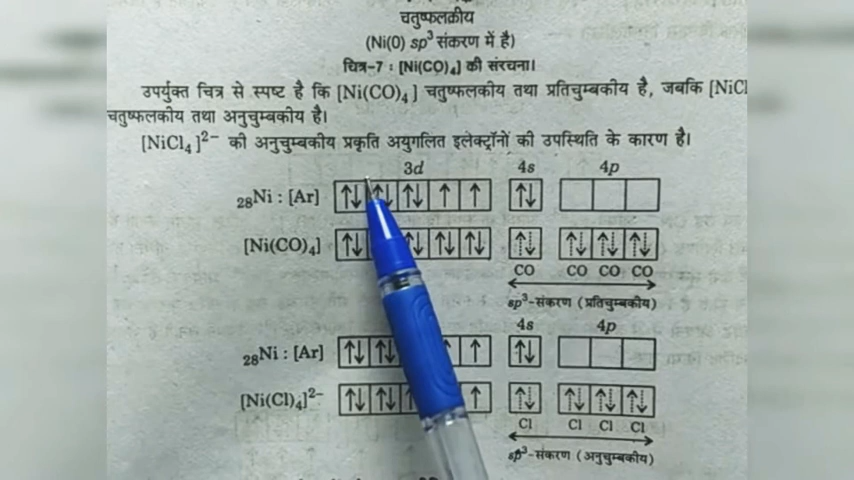 चतुष्फलकीय
(Ni(0) sp³ संकरण में है)
चित्र-7 : [Ni(CO)₄] की संरचना।
उपर्युक्त चित्र से स्पष्ट है कि [Ni(CO)₄] चतुष्फलकीय तथा प्रतिचुम्बकीय है, जबकि [NiCl
चतुष्फलकीय तथा अनुचुम्बकीय है।
[NiCl₄]²⁻ की अनुचुम्बकीय प्रकृति अयुगलित इलेक्ट्रॉनों की उपस्थिति के कारण है।
3d 4s 4p
₂₈Ni : [Ar]
[Ni(CO)₄]
CO CO CO CO
sp³-संकरण (प्रतिचुम्बकीय)
4s 4p
₂₈Ni : [Ar]
[Ni(Cl)₄]²⁻
Cl Cl Cl Cl
sp³-संकरण (अनुचुम्बकीय)